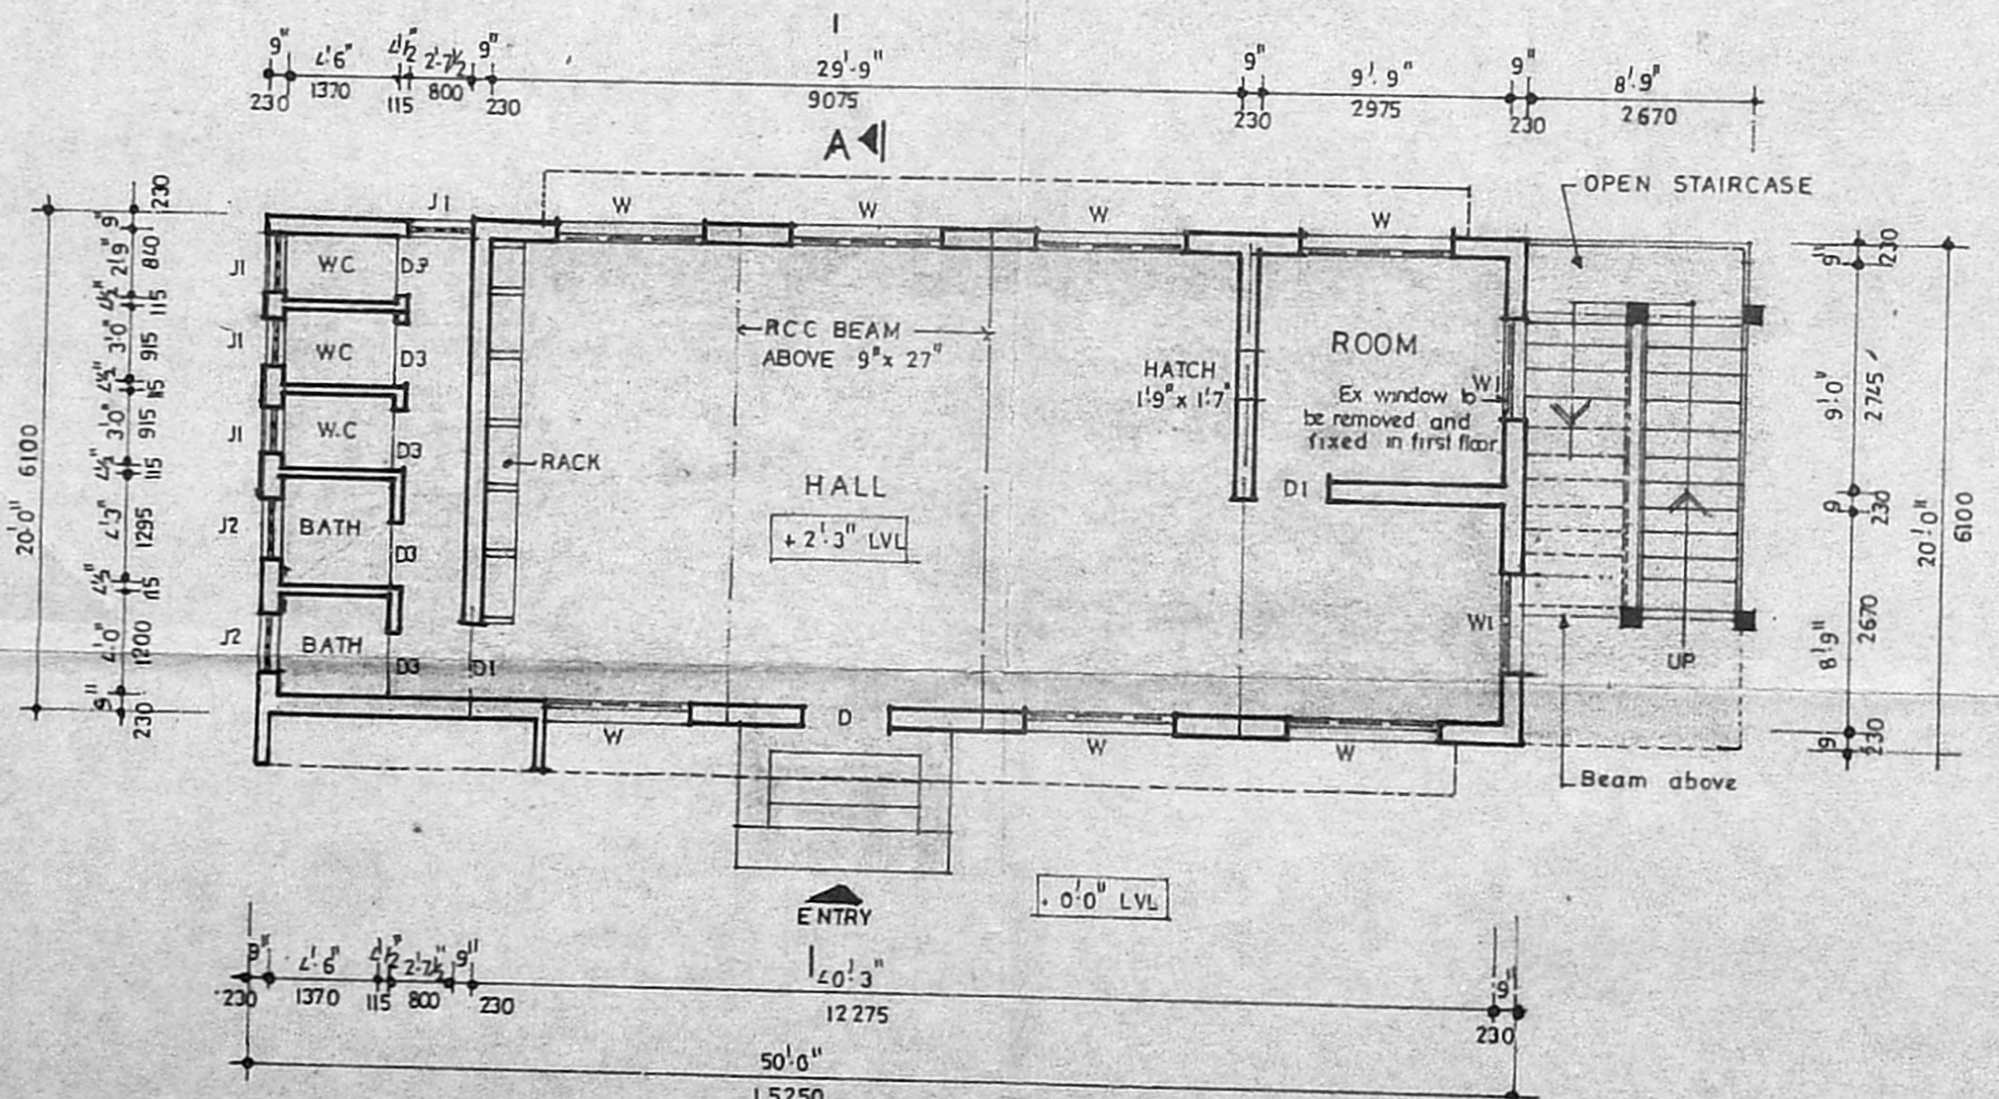 9" 4'6" 4½" 2'-7½" 9" 29'-9" 9" 9'.9" 9" 8'.9"
230 1370 115 800 230 9075 230 2975 230 2670
A
OPEN STAIRCASE
J1 W W W W
230
9"
2'9" 840
4½" 115
3'0" 915
4½" 115
3'0" 915
4½" 115
4'3" 1295
4½" 115
4'0" 1200
9" 230
20'-0" 6100
J1 WC D3
J1 WC D3
J1 W.C D3
J2 BATH D3
J2 BATH D3 D1
RCC BEAM
ABOVE 9"x 27"
HATCH
1'9" x 1'7"
ROOM
W1
Ex window to
be removed and
fixed in first floor
RACK
HALL
+ 2'.3" LVL
D1
W1
UP
9" 230
9'0" 2745
9 230
8'9" 2670
9 230
20'-0" 6100
W D W W
Beam above
ENTRY
0'0" LVL
9" 4'-6" 4½" 2'-7½" 9" 40'-3" 9"
230 1370 115 800 230 12275 230
50'-0"
15250